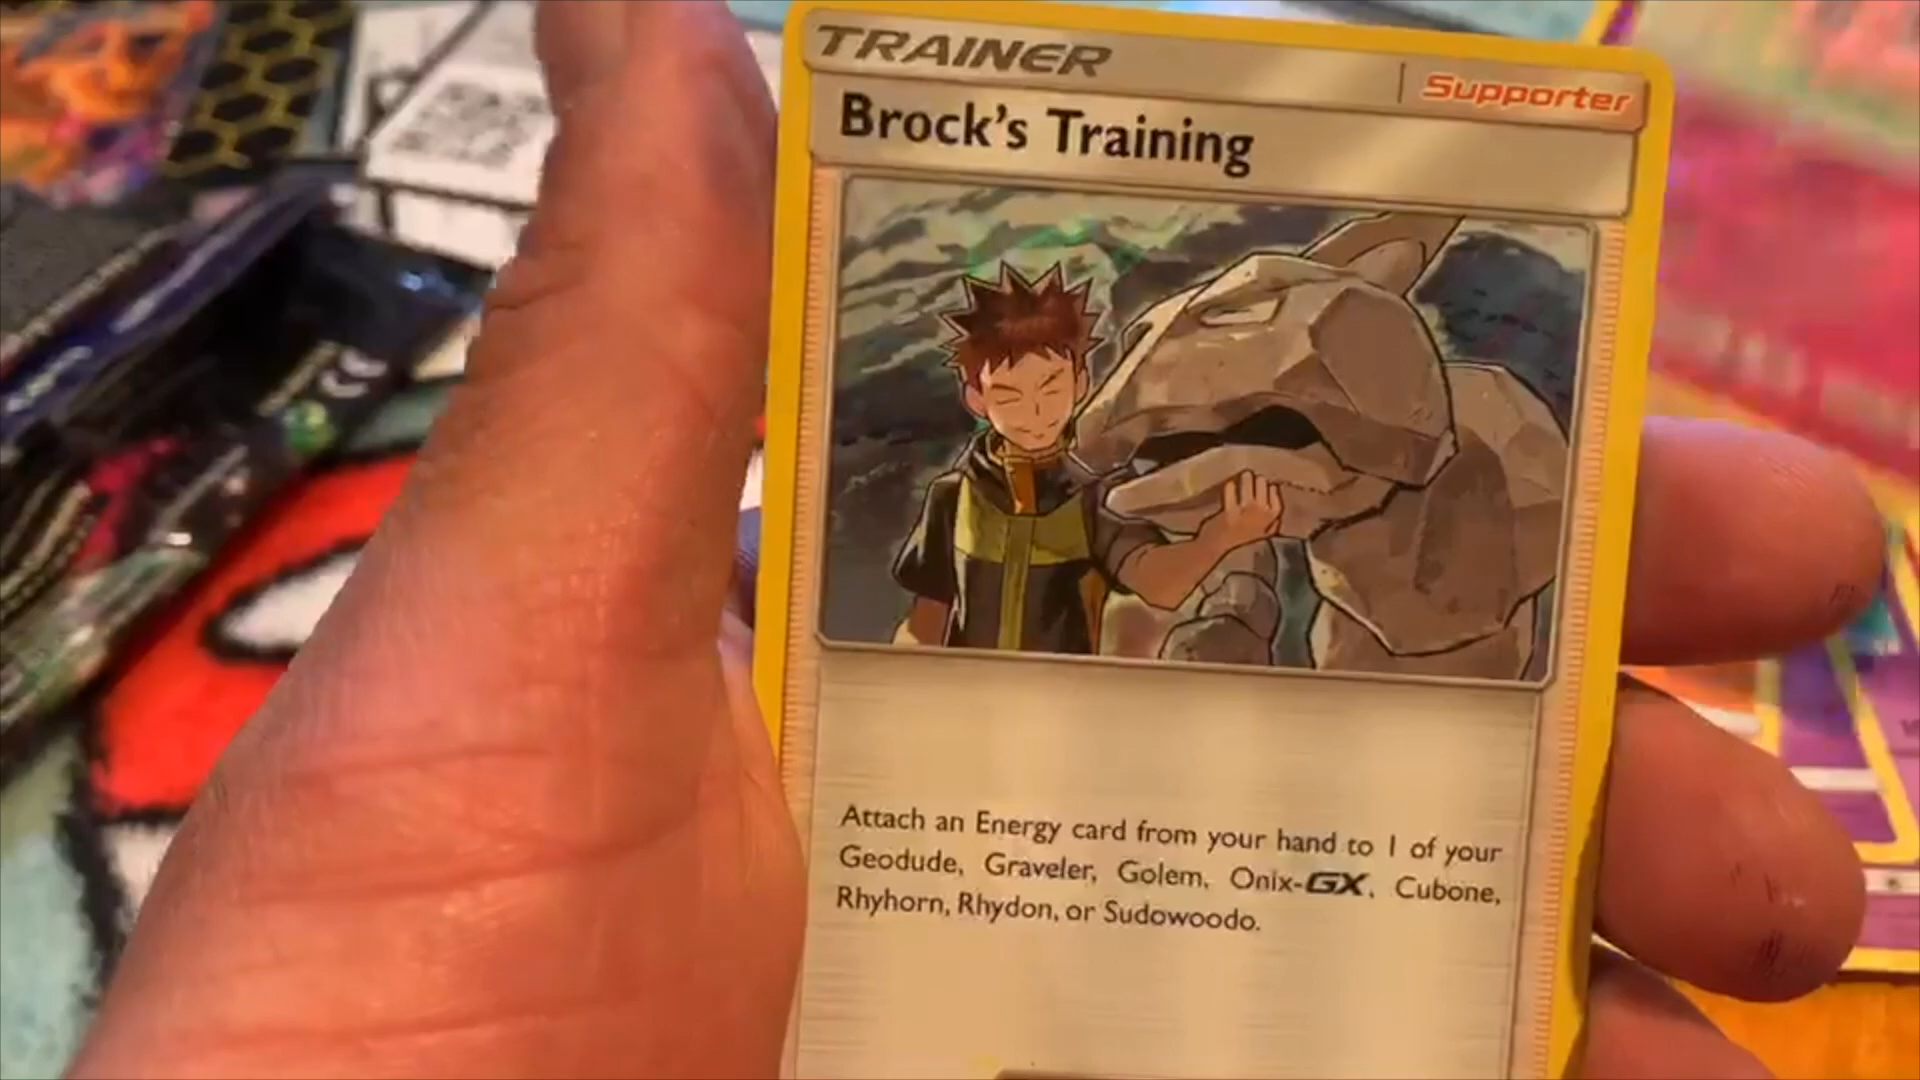 TRAINER
Supporter
Brock's Training
Attach an Energy card from your hand to 1 of your
Geodude, Graveler, Golem, Onix-GX, Cubone,
Rhyhorn, Rhydon, or Sudowoodo.